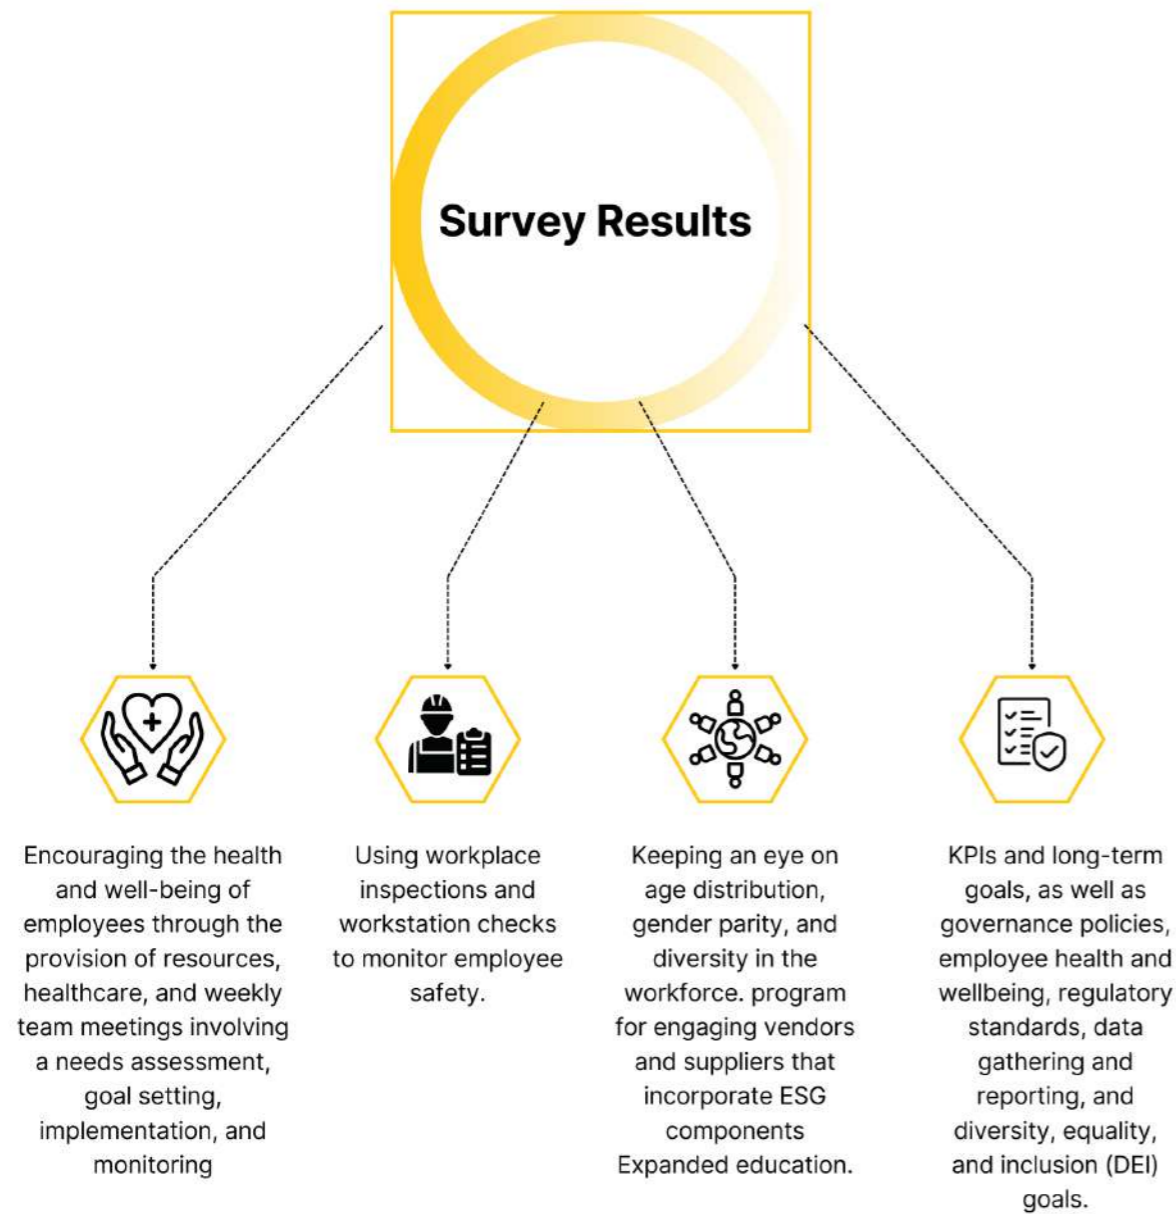 Survey Results
Encouraging the health
and well-being of
employees through the
provision of resources,
healthcare, and weekly
team meetings involving
a needs assessment,
goal setting,
implementation, and
monitoring
Using workplace
inspections and
workstation checks
to monitor employee
safety.
Keeping an eye on
age distribution,
gender parity, and
diversity in the
workforce. program
for engaging vendors
and suppliers that
incorporate ESG
components
Expanded education.
KPIs and long-term
goals, as well as
governance policies,
employee health and
wellbeing, regulatory
standards, data
gathering and
reporting, and
diversity, equality,
and inclusion (DEI)
goals.